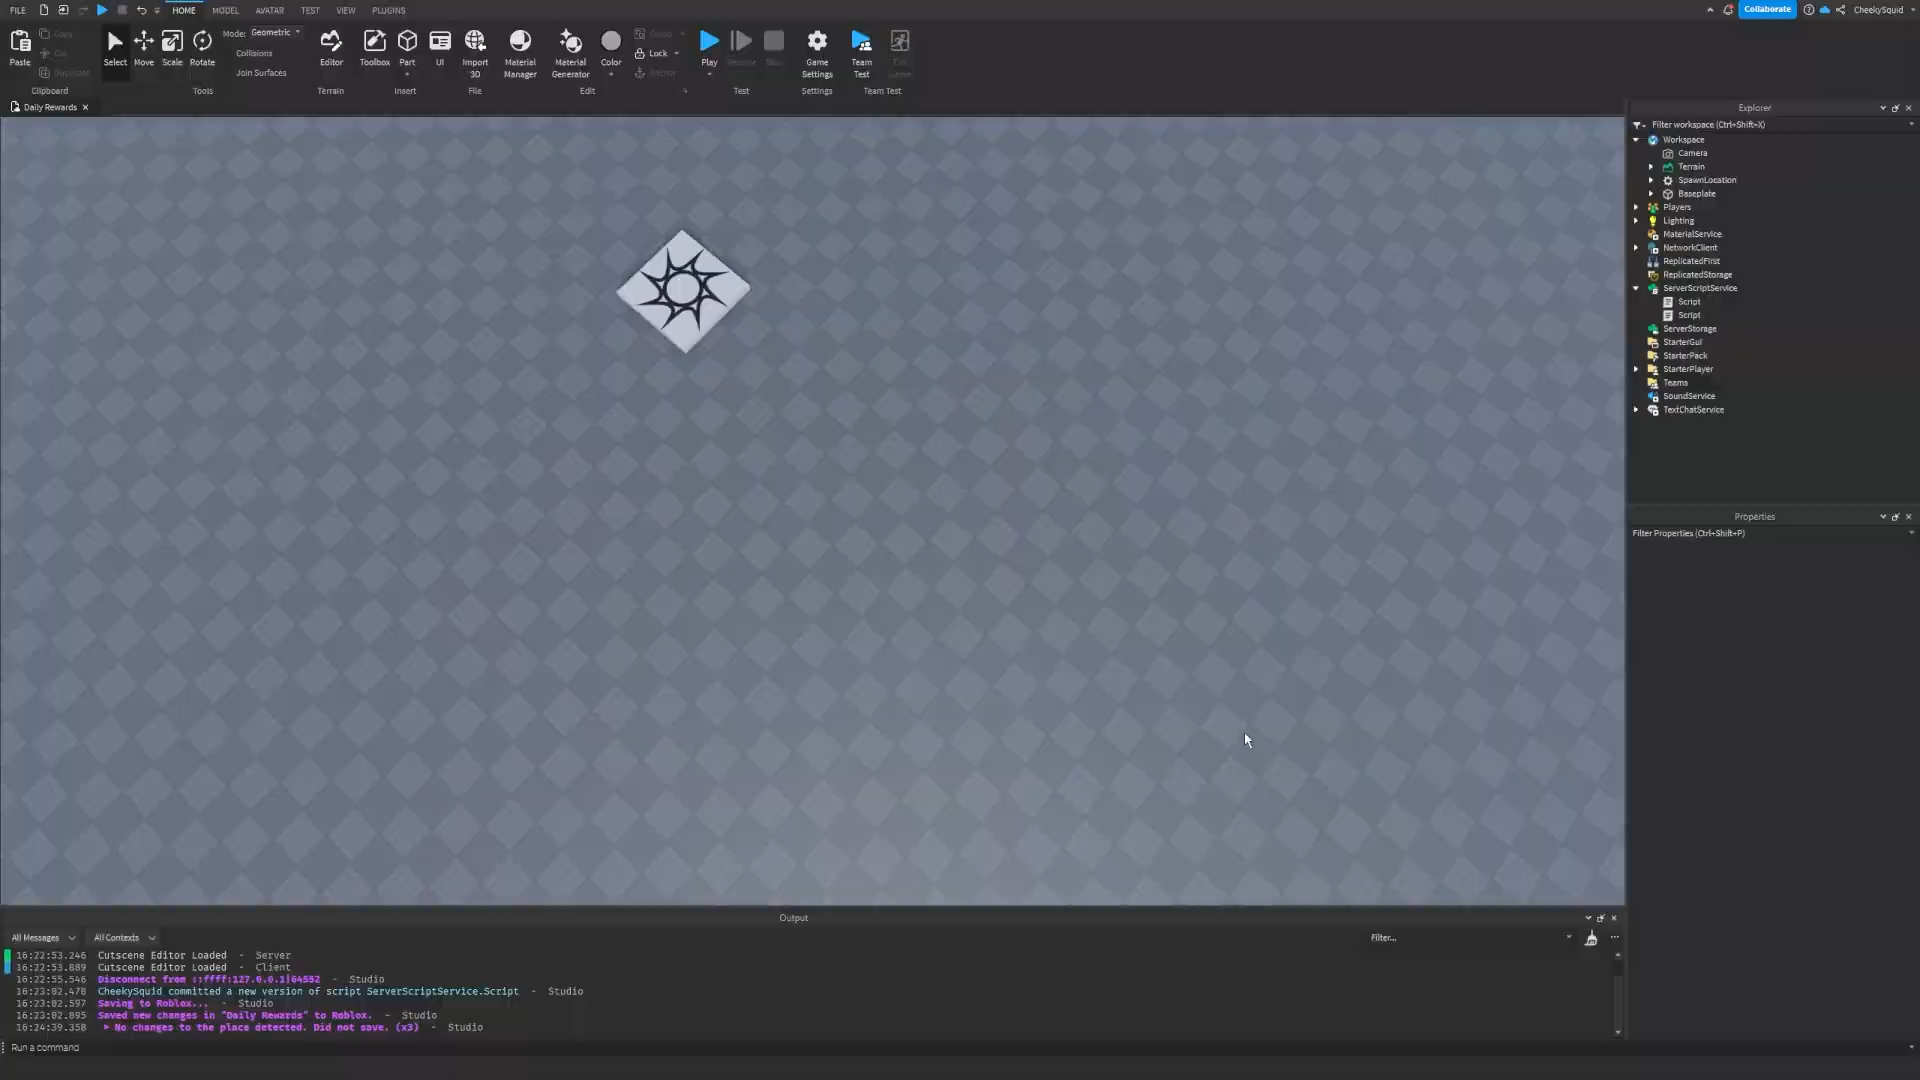 FILE
HOME
MODEL
AVATAR
TEST
VIEW
PLUGINS
Collaborate
CheekySquid
Paste
Copy
Cut
Duplicate
Clipboard
Select
Move
Scale
Rotate
Mode: Geometric
Collisions
Join Surfaces
Tools
Editor
Terrain
Toolbox
Part
UI
Insert
Import
3D
File
Material
Manager
Material
Generator
Color
Group
Lock
Anchor
Edit
Play
Resume
Stop
Test
Game
Settings
Settings
Team
Test
Team Test
Daily Rewards
Explorer
Filter workspace (Ctrl+Shift+X)
Workspace
Camera
Terrain
SpawnLocation
Baseplate
Players
Lighting
MaterialService
NetworkClient
ReplicatedFirst
ReplicatedStorage
ServerScriptService
Script
Script
ServerStorage
StarterGui
StarterPack
StarterPlayer
Teams
SoundService
TextChatService
Properties
Filter Properties (Ctrl+Shift+P)
Output
All Messages
All Contexts
Filter...
16:22:53.246 Cutscene Editor Loaded - Server
16:22:53.889 Cutscene Editor Loaded - Client
16:22:55.546 Disconnect from ::ffff:127.0.0.1|64552 - Studio
16:23:02.478 CheekySquid committed a new version of script ServerScriptService.Script - Studio
16:23:02.597 Saving to Roblox... - Studio
16:23:02.895 Saved new changes in "Daily Rewards" to Roblox. - Studio
16:24:39.358 ▶ No changes to the place detected. Did not save. (x3) - Studio
Run a command